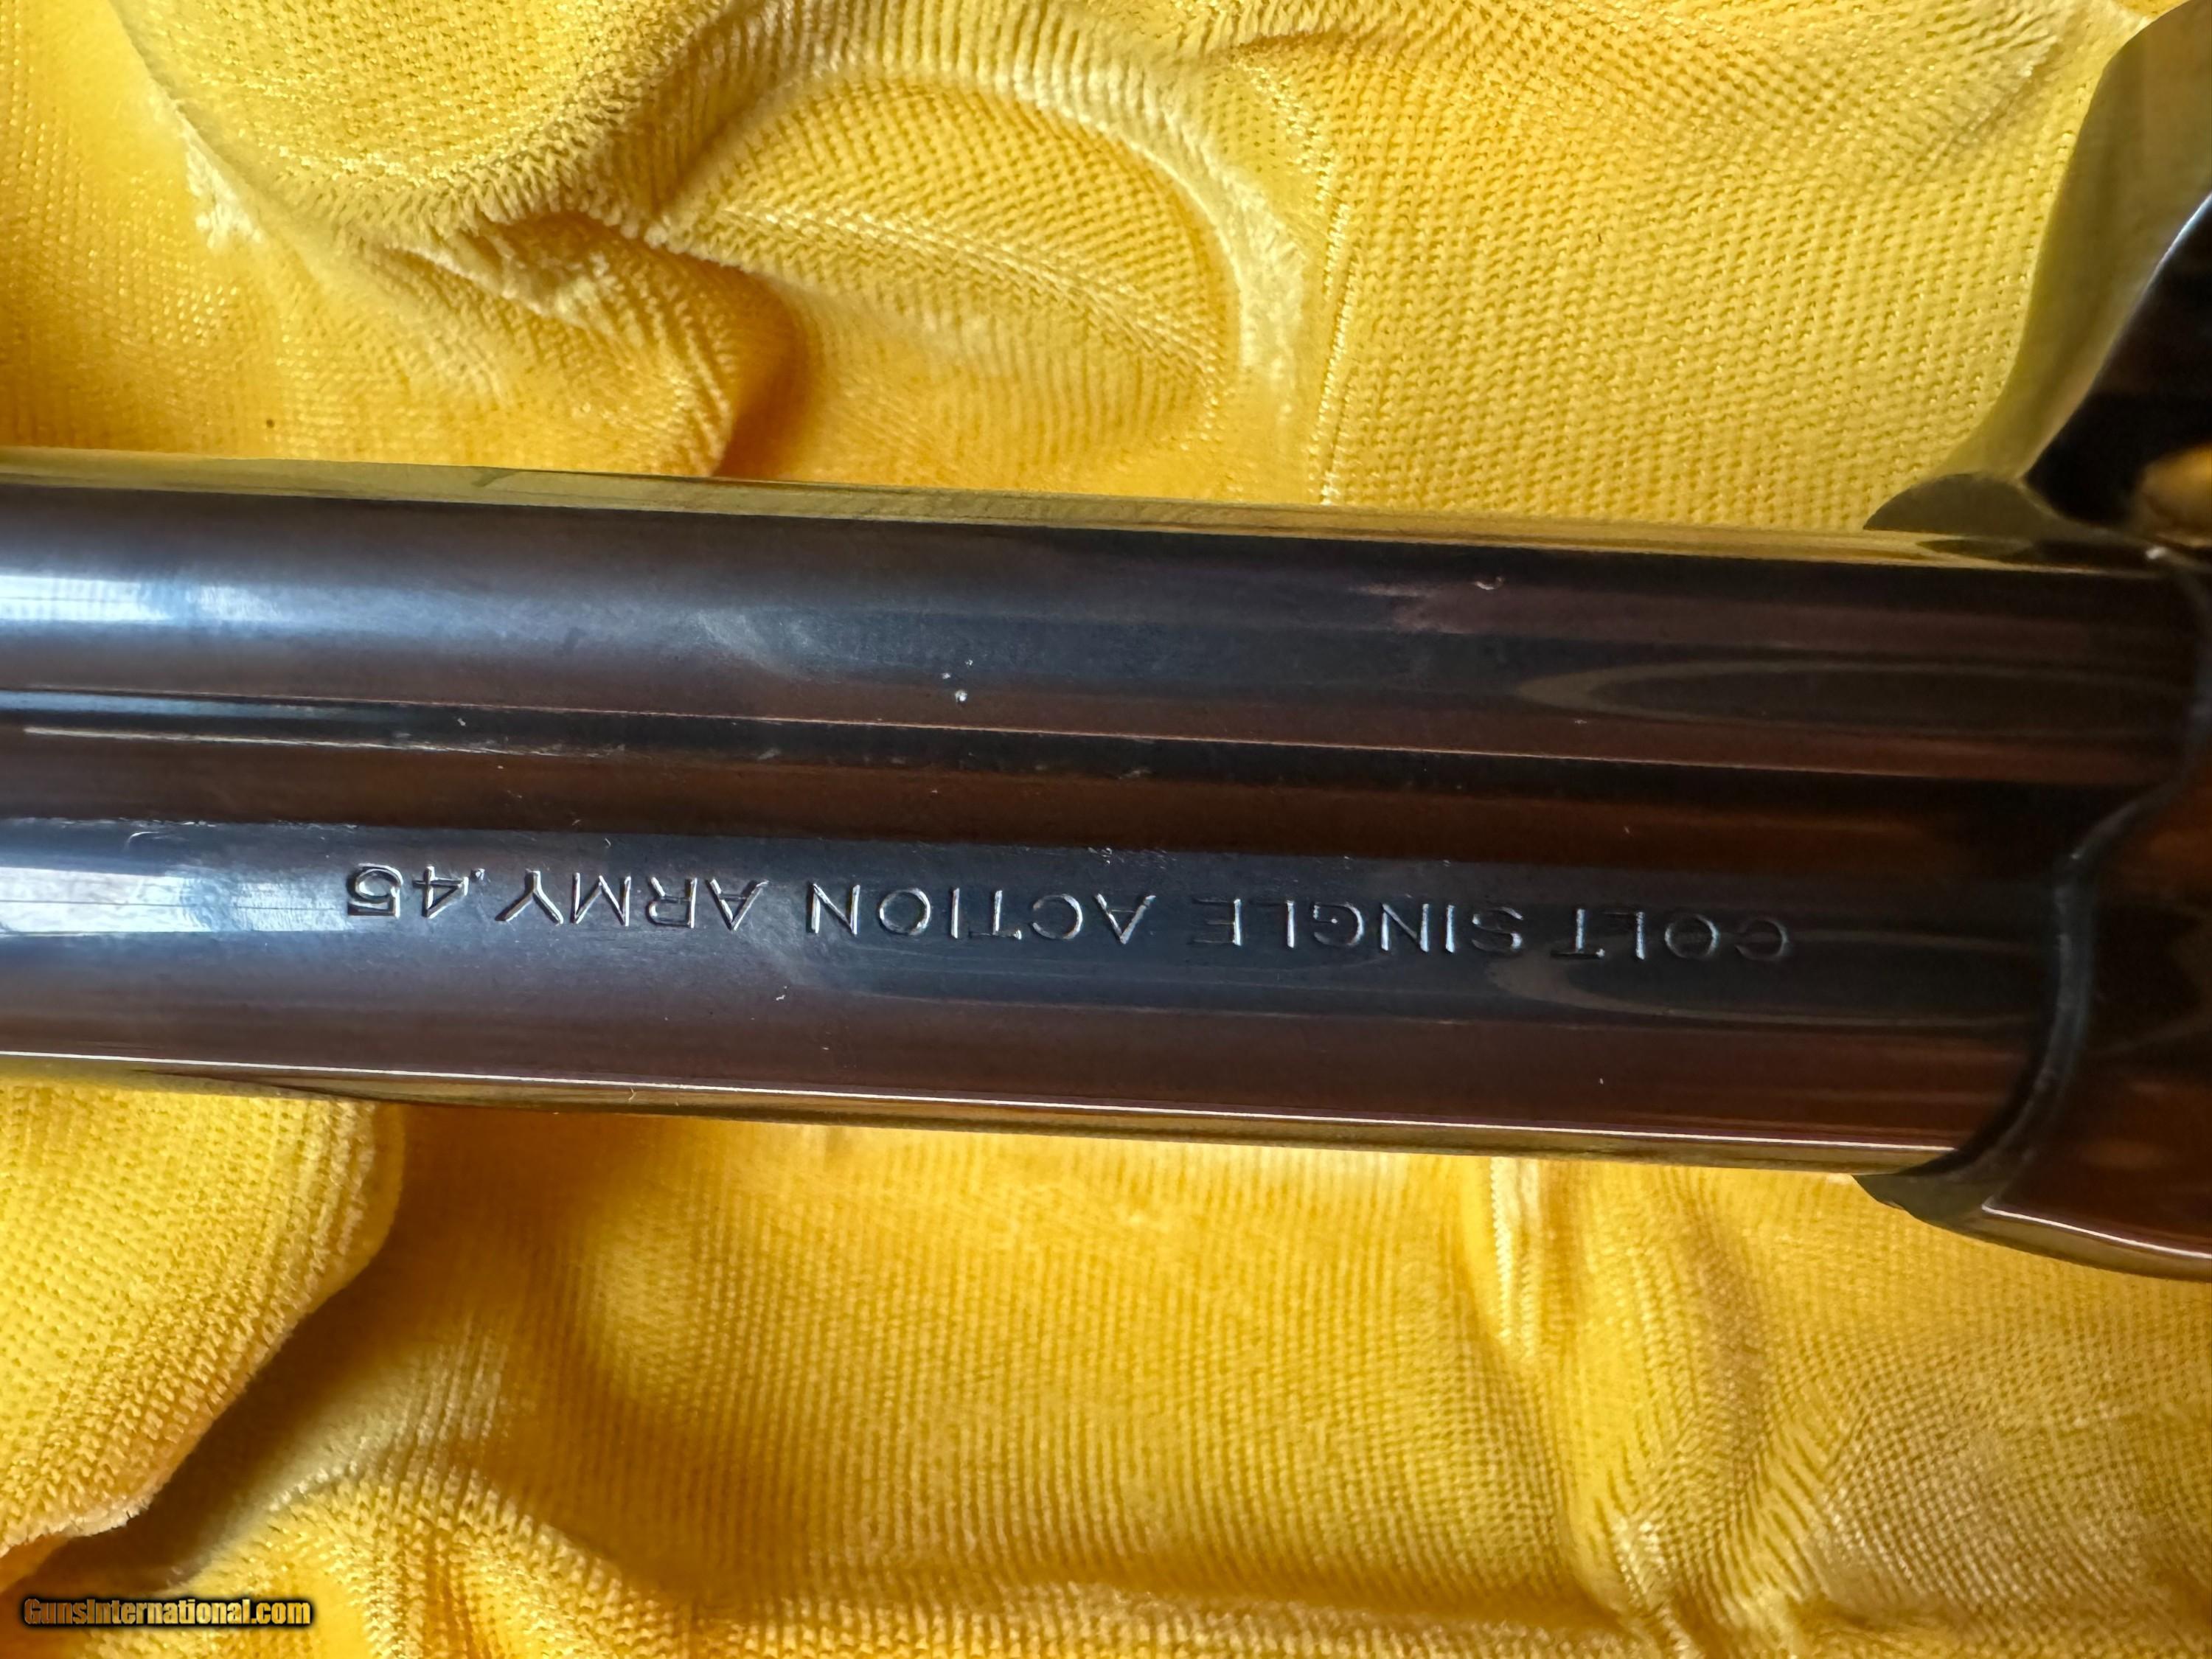 COLT SINGLE ACTION ARMY .45
GunsInternational.com